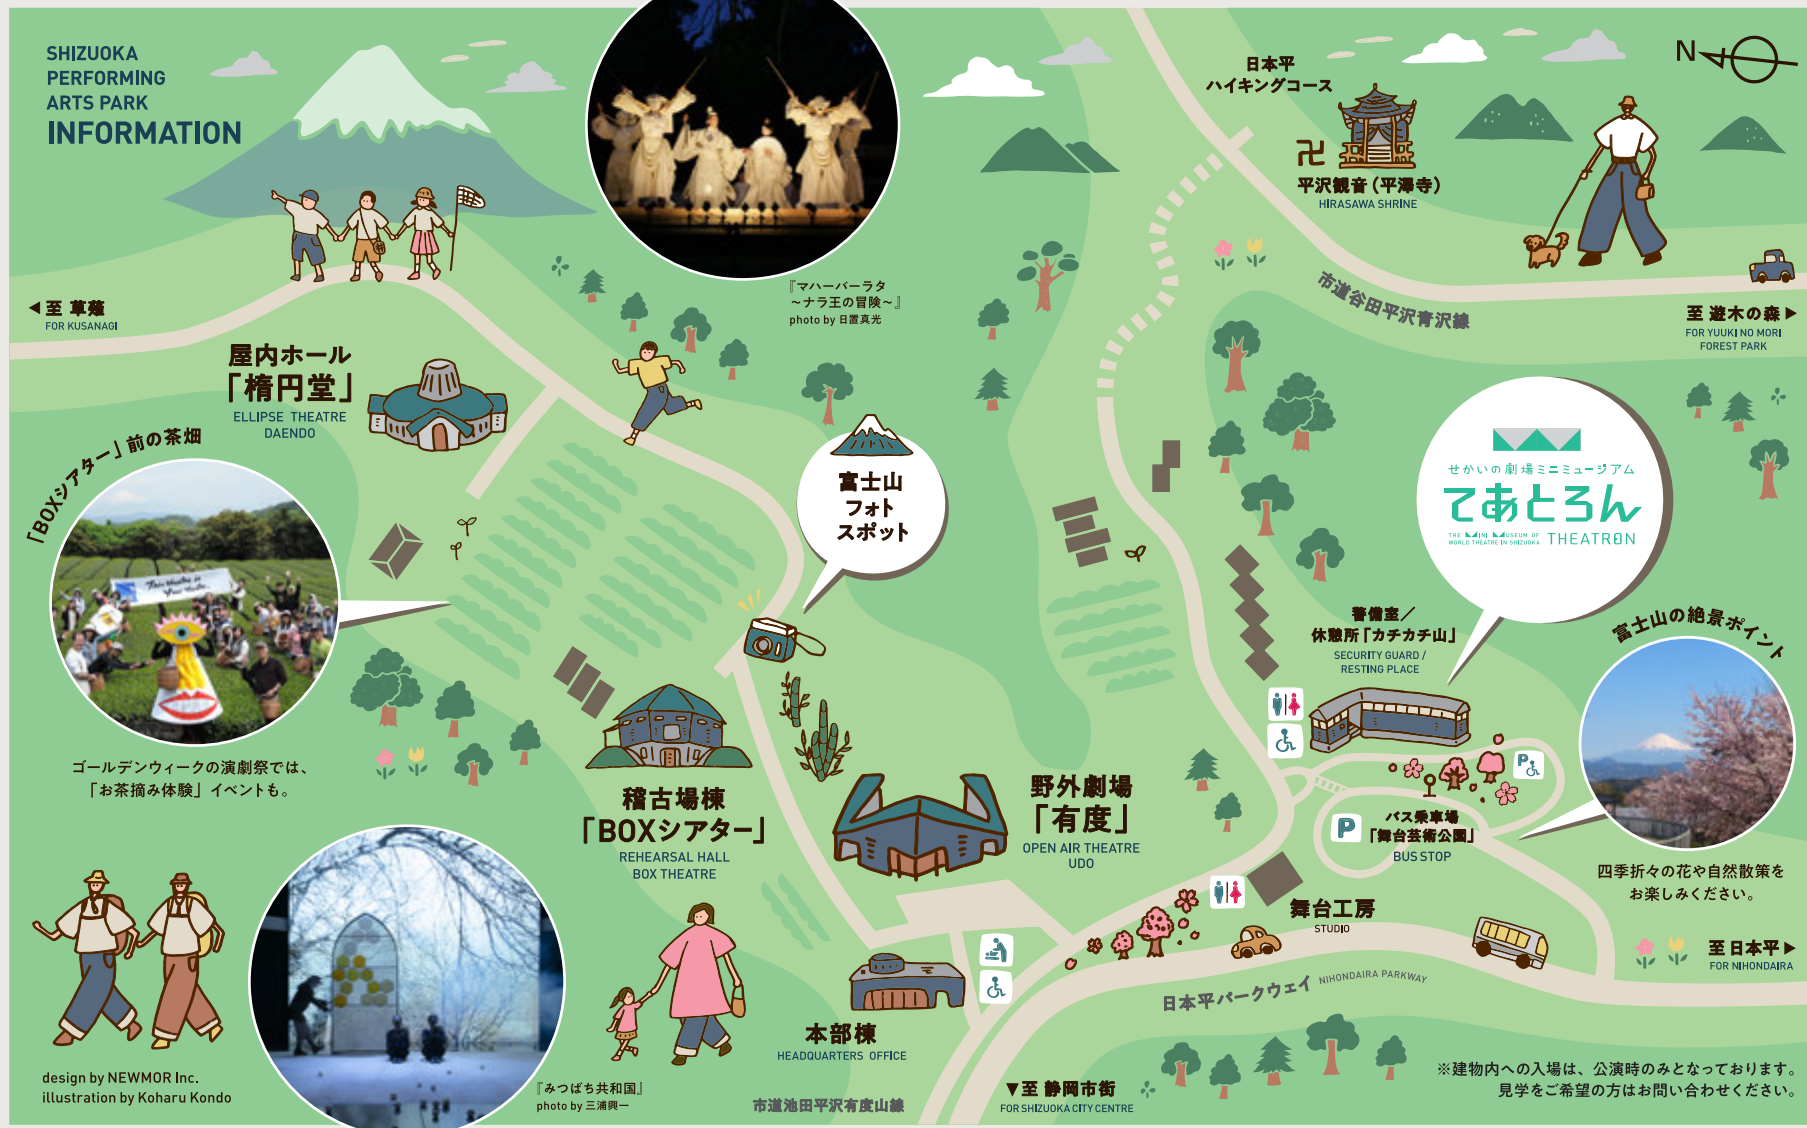 SHIZUOKA
PERFORMING
ARTS PARK
INFORMATION
N
日本平
ハイキングコース
卍
平沢観音（平澤寺）
HIRASAWA SHRINE
『マハーバーラタ
～ナラ王の冒険～』
photo by 日置真光
◀至 草薙
FOR KUSANAGI
市道谷田平沢青沢線
至 遊木の森▶
FOR YUUKI NO MORI
FOREST PARK
屋内ホール
「楕円堂」
ELLIPSE THEATRE
DAENDO
「BOXシアター」前の茶畑
富士山
フォト
スポット
せかいの劇場ミニミュージアム
てあとろん
THE MINI MUSEUM OF
WORLD THEATRE IN SHIZUOKA THEATRON
警備室／
休憩所「カチカチ山」
SECURITY GUARD /
RESTING PLACE
富士山の絶景ポイント
ゴールデンウィークの演劇祭では、
「お茶摘み体験」イベントも。
稽古場棟
「BOXシアター」
REHEARSAL HALL
BOX THEATRE
野外劇場
「有度」
OPEN AIR THEATRE
UDO
P
P
バス乗車場
「舞台芸術公園」
BUS STOP
四季折々の花や自然散策を
お楽しみください。
舞台工房
STUDIO
至 日本平▶
FOR NIHONDAIRA
日本平パークウェイ NIHONDAIRA PARKWAY
本部棟
HEADQUARTERS OFFICE
design by NEWMOR Inc.
illustration by Koharu Kondo
『みつばち共和国』
photo by 三浦興一
市道池田平沢有度山線
▼至 静岡市街
FOR SHIZUOKA CITY CENTRE
※建物内への入場は、公演時のみとなっております。
見学をご希望の方はお問い合わせください。